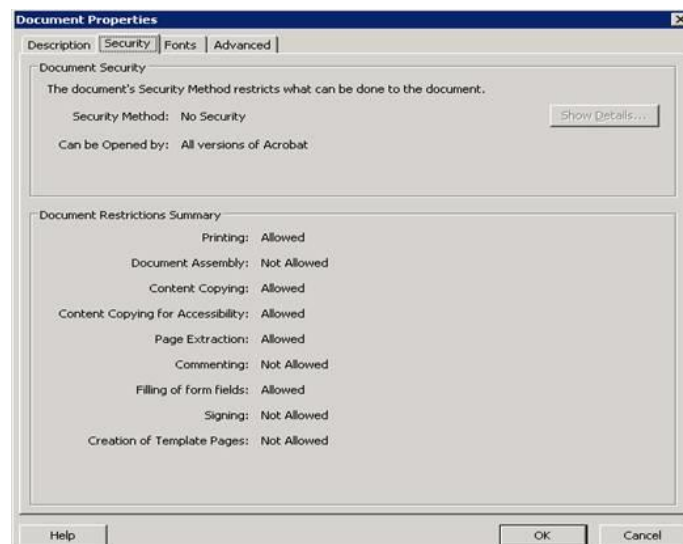 Document Properties
Description Security Fonts Advanced
Document Security
The document's Security Method restricts what can be done to the document.
Security Method: No Security
Show Details...
Can be Opened by: All versions of Acrobat
Document Restrictions Summary
Printing: Allowed
Document Assembly: Not Allowed
Content Copying: Allowed
Content Copying for Accessibility: Allowed
Page Extraction: Allowed
Commenting: Not Allowed
Filling of form fields: Allowed
Signing: Not Allowed
Creation of Template Pages: Not Allowed
Help OK Cancel